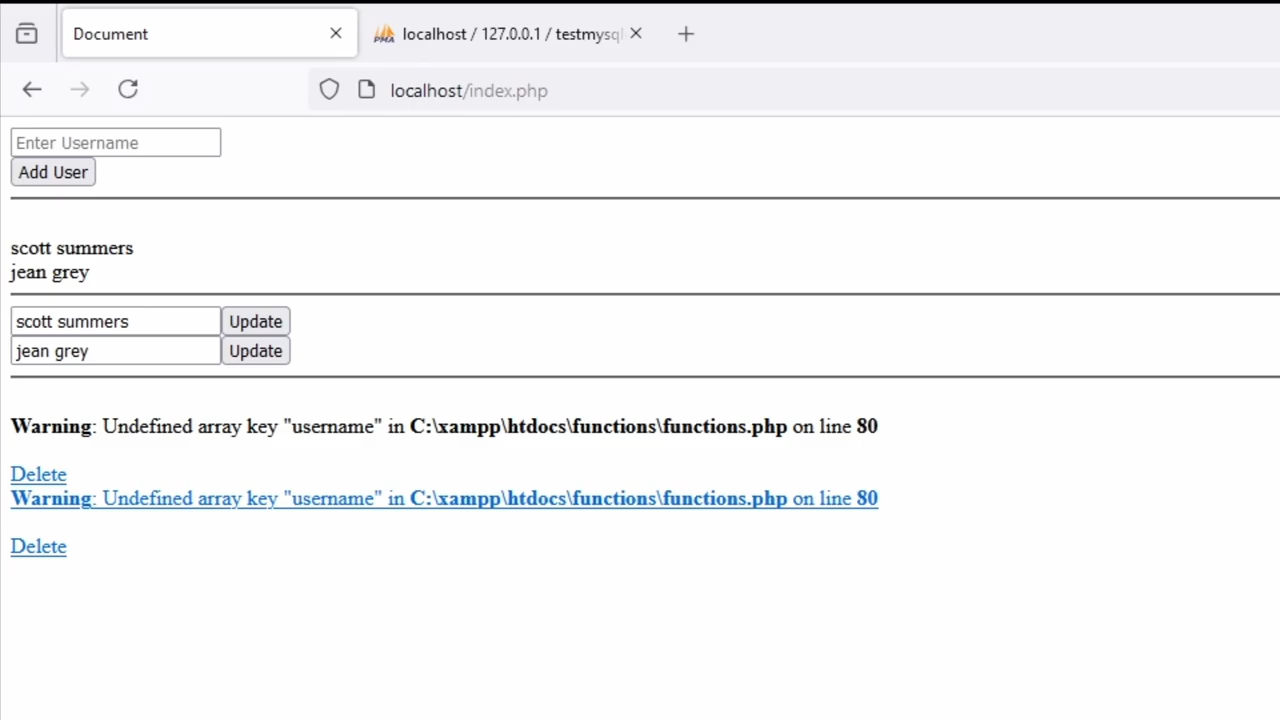 Document
localhost / 127.0.0.1 / testmysql
localhost/index.php
Enter Username
Add User
scott summers
jean grey
scott summers Update
jean grey Update
Warning: Undefined array key "username" in C:\xampp\htdocs\functions\functions.php on line 80
Delete
Warning: Undefined array key "username" in C:\xampp\htdocs\functions\functions.php on line 80
Delete